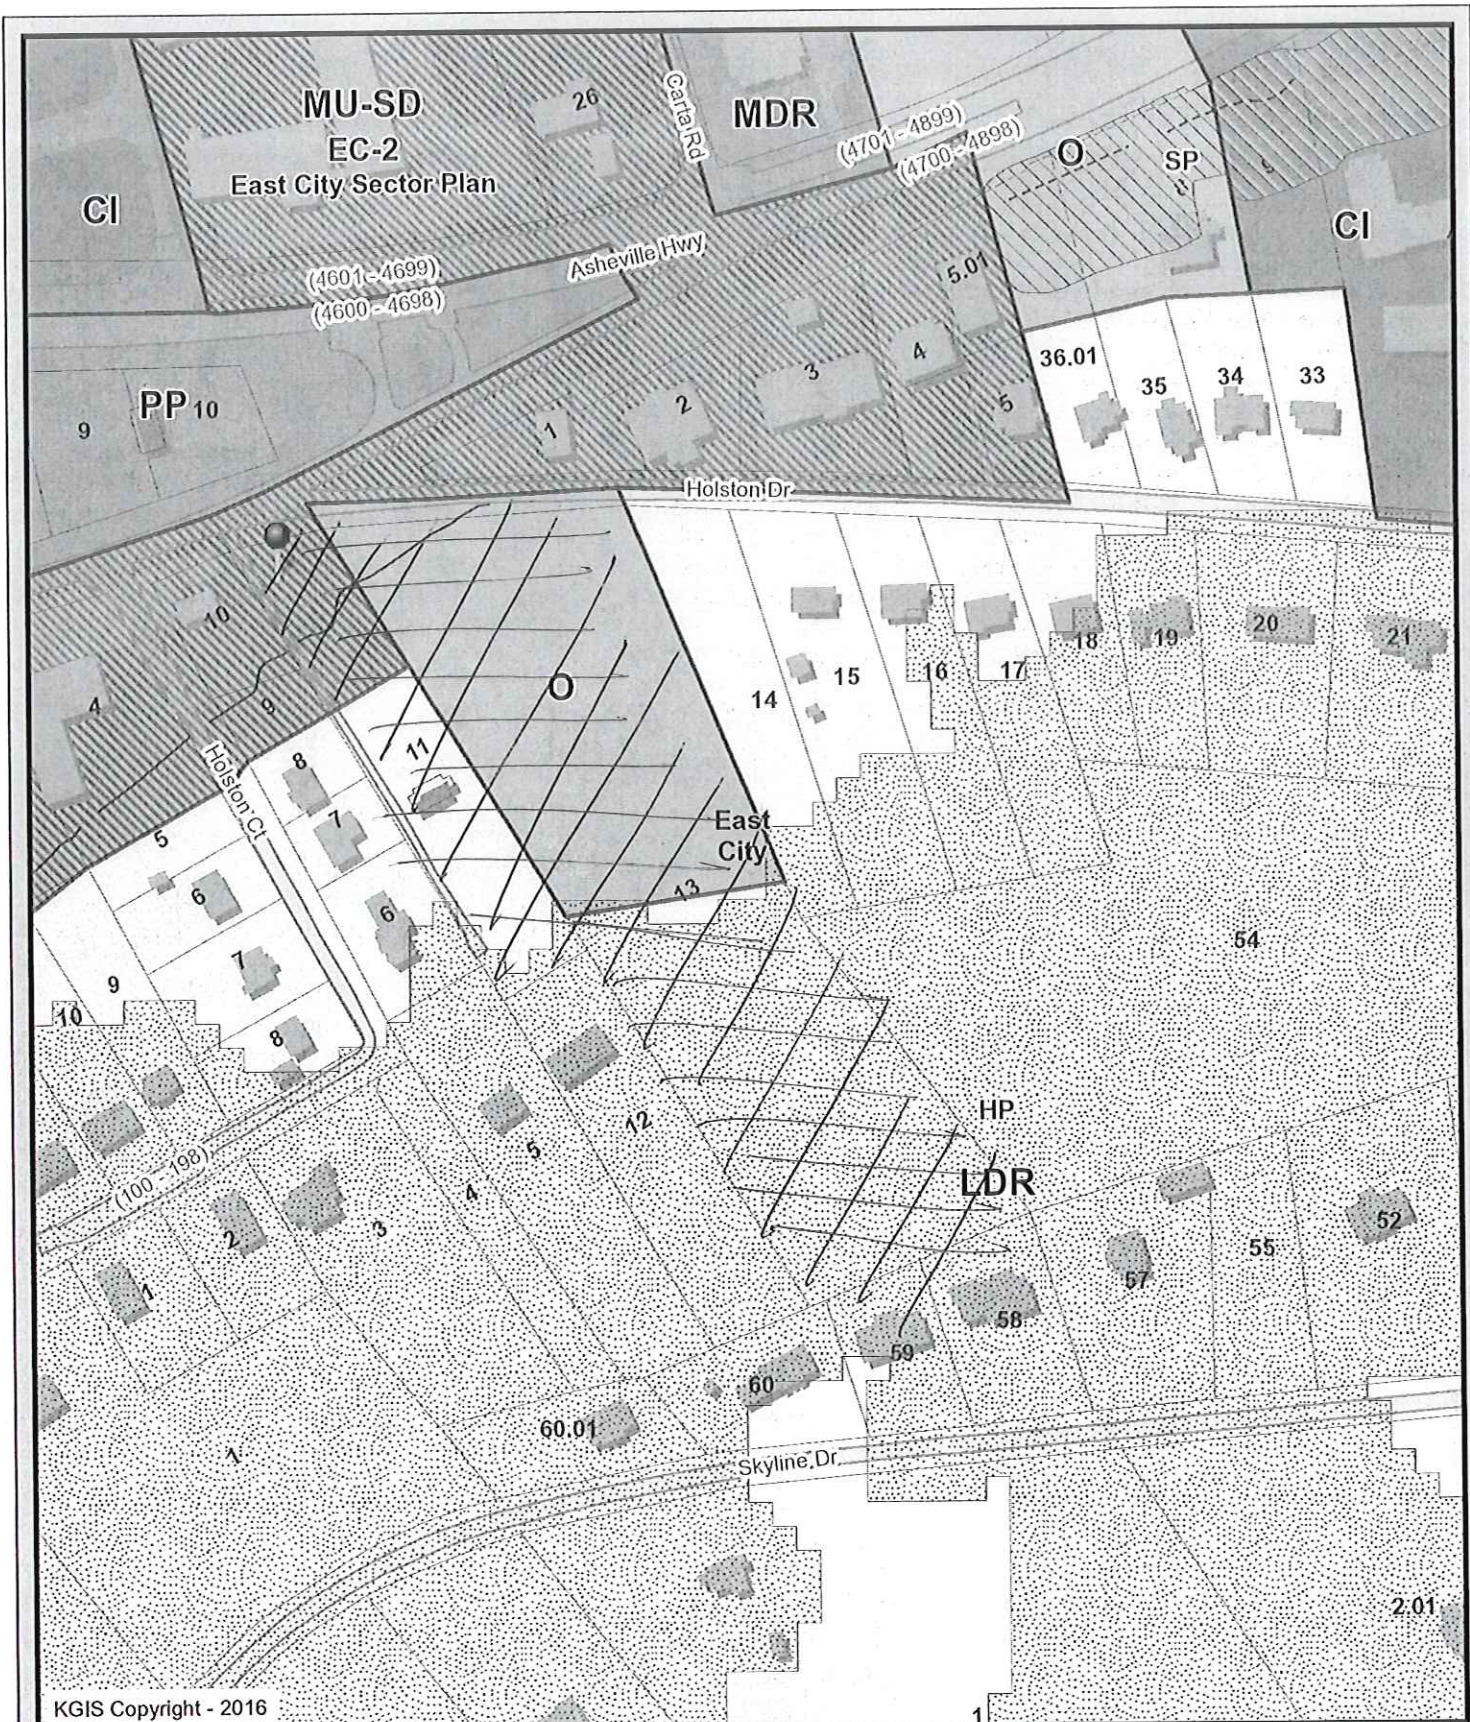 MU-SD
EC-2
East City Sector Plan
26
Carta Rd
MDR
(4701 - 4899)
(4700 - 4898)
O
SP
8
9
CI
CI
(4601 - 4699)
(4600 - 4698)
Asheville Hwy
5.01
PP
10
9
1
2
3
4
5
36.01
35
34
33
Holston Dr
10
4
9
O
11
14
15
16
17
18
19
20
21
Holston Ct
8
7
6
5
6
7
8
9
10
East
City
13
54
12
5
4
3
2
1
(100 - 198)
HP
LDR
52
55
57
58
59
60
60.01
1
Skyline Dr
2.01
1
KGIS Copyright - 2016